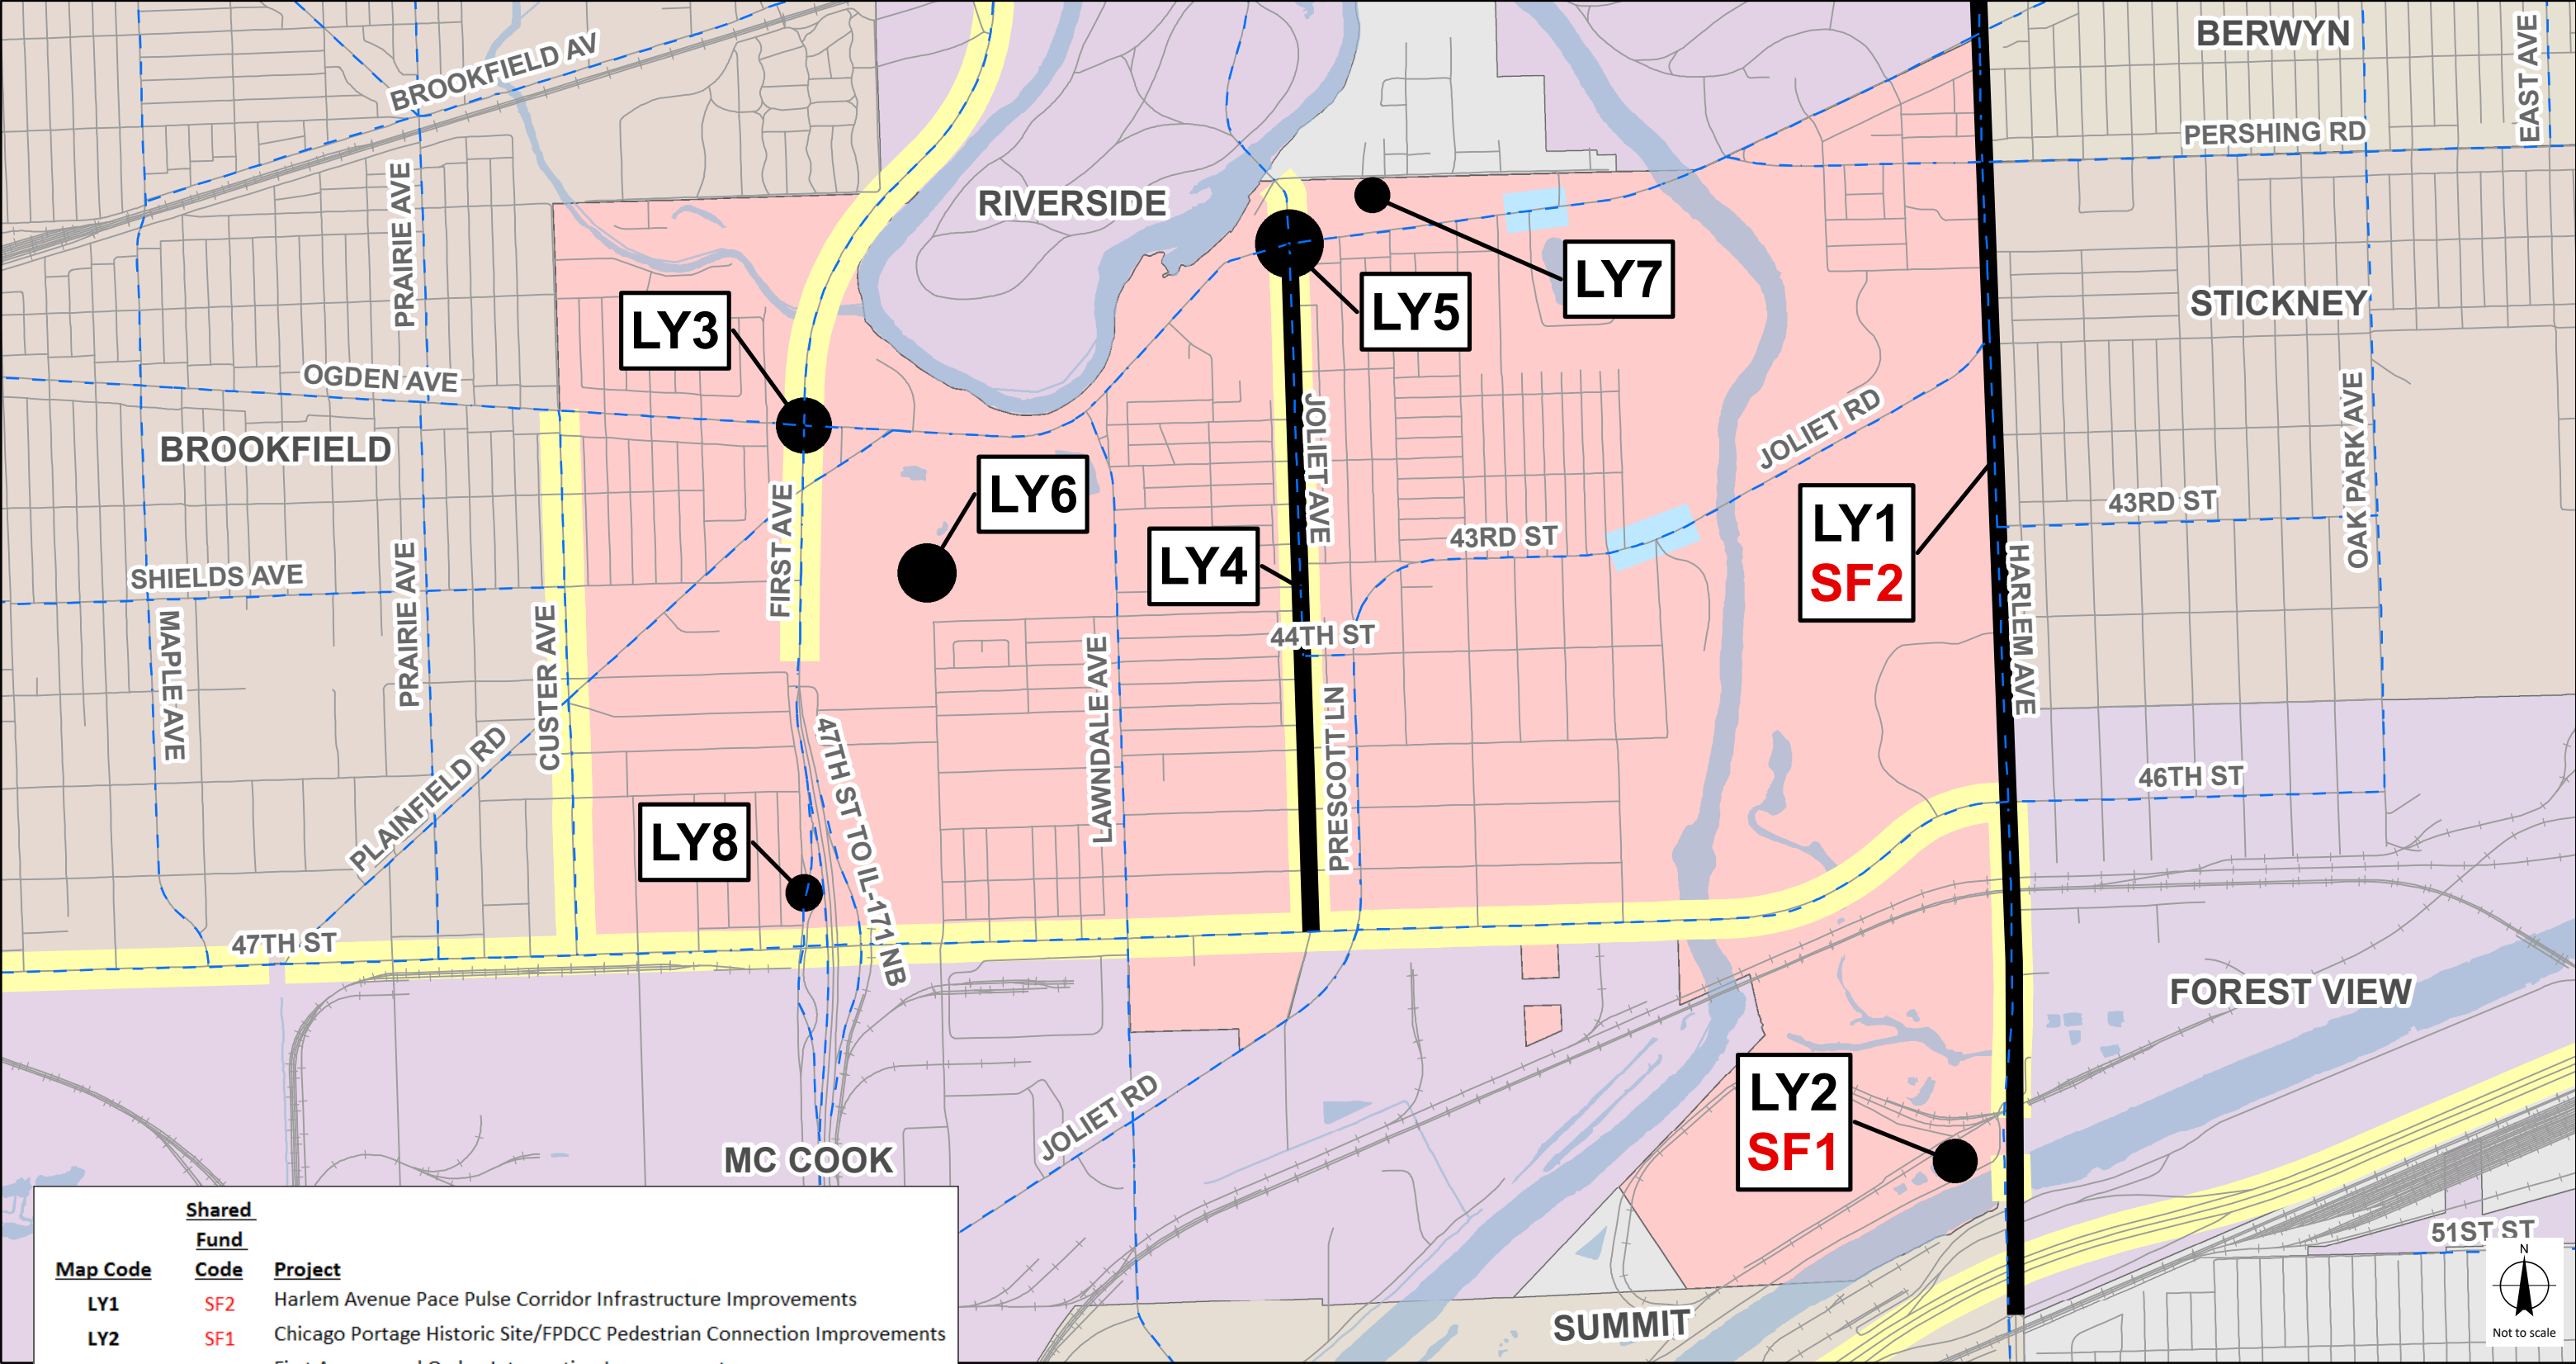 BERWYN
EAST AVE
BROOKFIELD AV
PERSHING RD
PRAIRIE AVE
RIVERSIDE
LY7
STICKNEY
LY5
LY3
OGDEN AVE
JOLIET AVE
JOLIET RD
OAK PARK AVE
BROOKFIELD
LY6
FIRST AVE
43RD ST
43RD ST
LY1
SF2
LY4
SHIELDS AVE
PRAIRIE AVE
MAPLE AVE
CUSTER AVE
44TH ST
HARLEM AVE
LAWNDALE AVE
PRESCOTT LN
47TH ST TO IL-171 NB
PLAINFIELD RD
46TH ST
LY8
47TH ST
FOREST VIEW
LY2
SF1
JOLIET RD
MC COOK
51ST ST
SUMMIT
N
Not to scale
Shared
Fund
Map Code Code Project
LY1 SF2 Harlem Avenue Pace Pulse Corridor Infrastructure Improvements
LY2 SF1 Chicago Portage Historic Site/FPDCC Pedestrian Connection Improvements